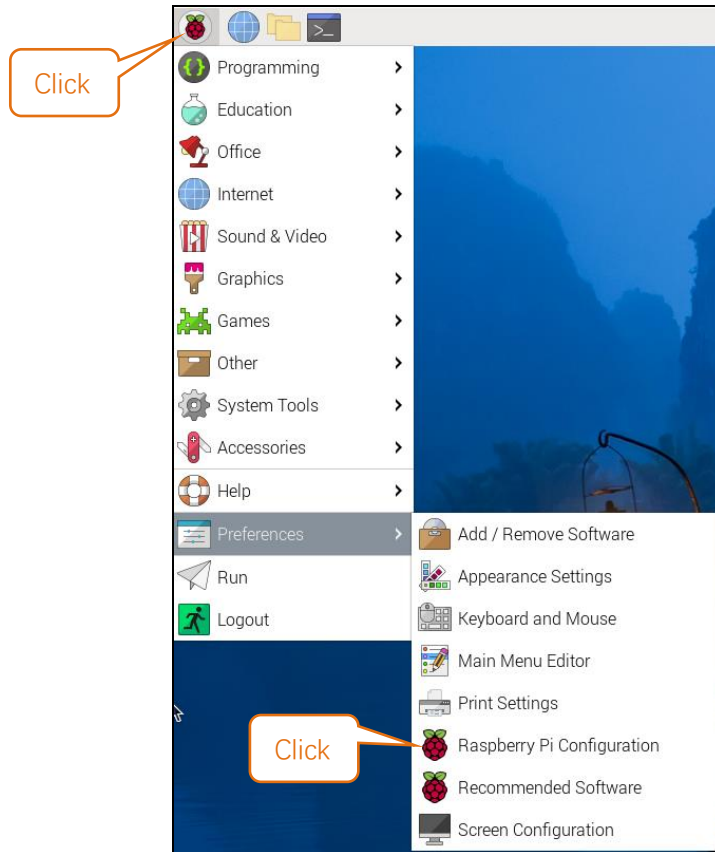 >_
Click
Programming
Education
Office
Internet
Sound & Video
Graphics
Games
Other
System Tools
Accessories
Help
Preferences
Add / Remove Software
Run
Appearance Settings
Logout
Keyboard and Mouse
Main Menu Editor
Print Settings
Click
Raspberry Pi Configuration
Recommended Software
Screen Configuration